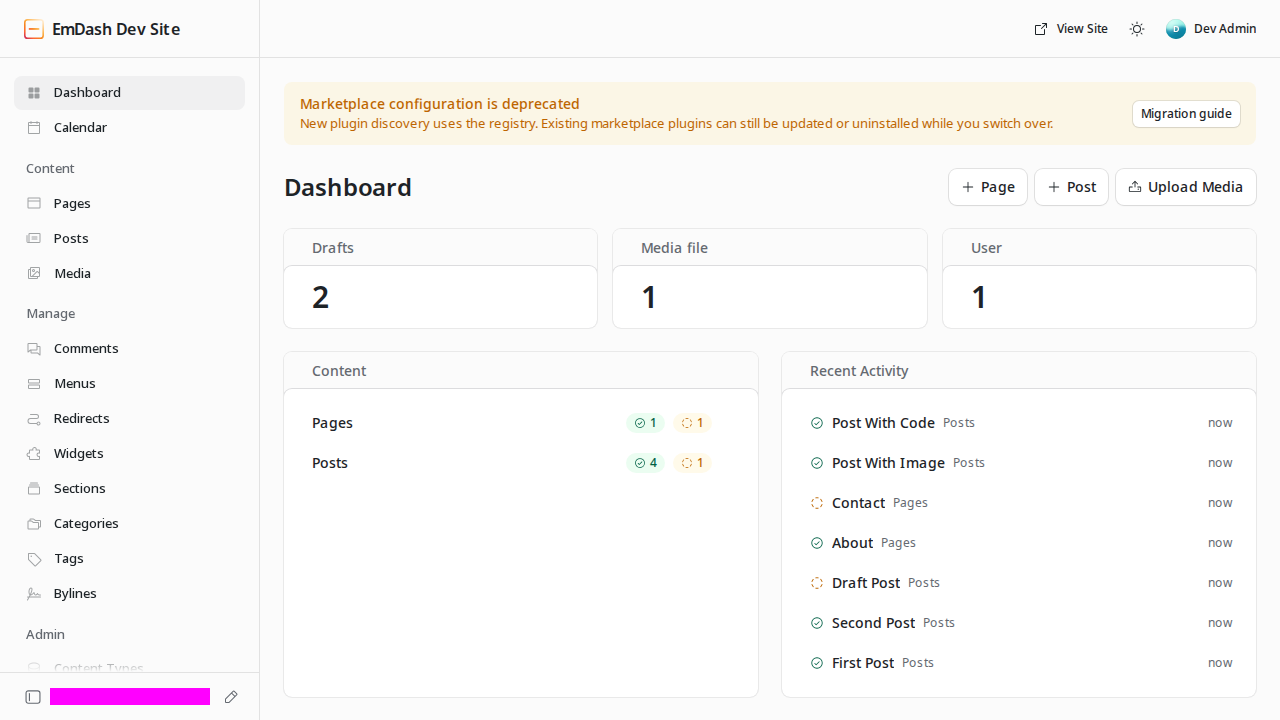 EmDash Dev Site
View Site
Dev Admin
Dashboard
Calendar
Content
Pages
Posts
Media
Manage
Comments
Menus
Redirects
Widgets
Sections
Categories
Tags
Bylines
Admin
Content Types
Marketplace configuration is deprecated
New plugin discovery uses the registry. Existing marketplace plugins can still be updated or uninstalled while you switch over.
Migration guide
Dashboard
Page
Post
Upload Media
Drafts
2
Media file
1
User
1
Content
Pages 1 1
Posts 4 1
Recent Activity
Post With Code Posts now
Post With Image Posts now
Contact Pages now
About Pages now
Draft Post Posts now
Second Post Posts now
First Post Posts now